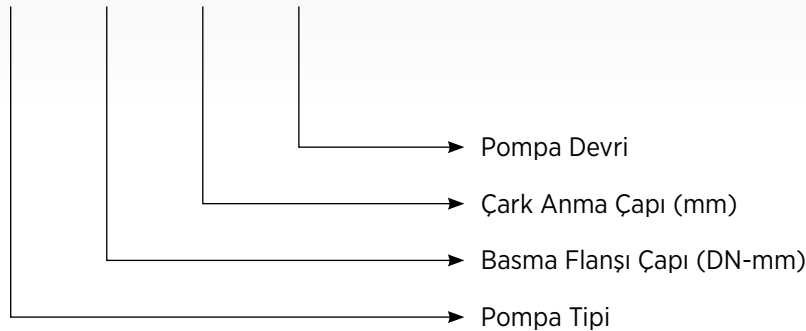 Pompa Devri
Çark Anma Çapı (mm)
Basma Flanşı Çapı (DN-mm)
Pompa Tipi